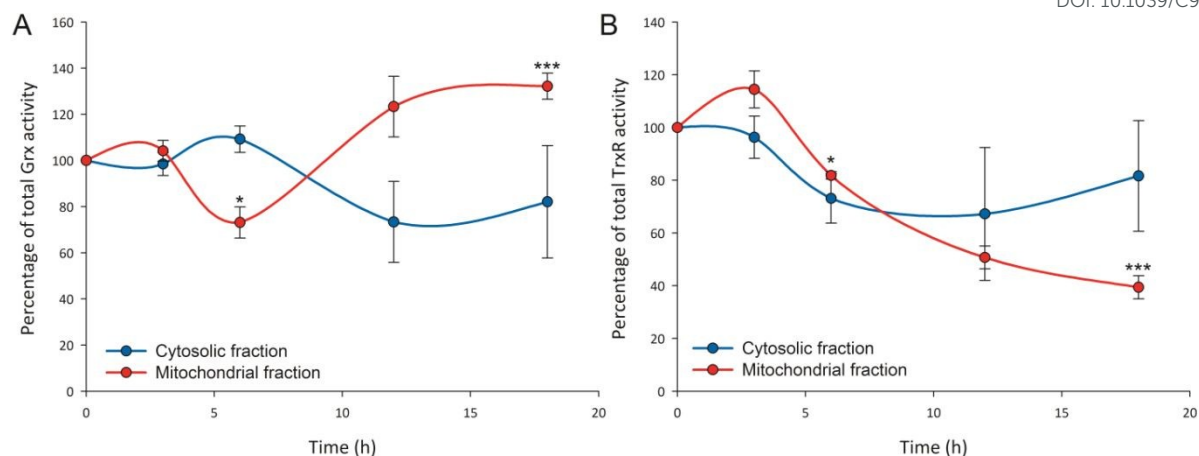 DOI: 10.1039/C9
A
B
Percentage of total Grx activity
160
140
120
100
80
60
40
20
0
***
*
Cytosolic fraction
Mitochondrial fraction
0 5 10 15 20
Time (h)
Percentage of total TrxR activity
140
120
100
80
60
40
20
0
*
***
Cytosolic fraction
Mitochondrial fraction
0 5 10 15 20
Time (h)